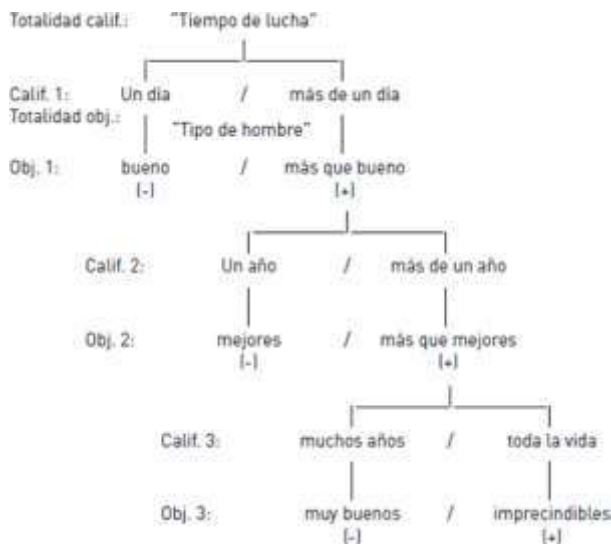 Totalidad calif.: "Tiempo de lucha"
Calif. 1: Un día / más de un día
Totalidad obj.:
"Tipo de hombre"
Obj. 1: bueno / más que bueno
(-) (+)
Calif. 2: Un año / más de un año
Obj. 2: mejores / más que mejores
(-) (+)
Calif. 3: muchos años / toda la vida
Obj. 3: muy buenos / imprecindibles
(-) (+)